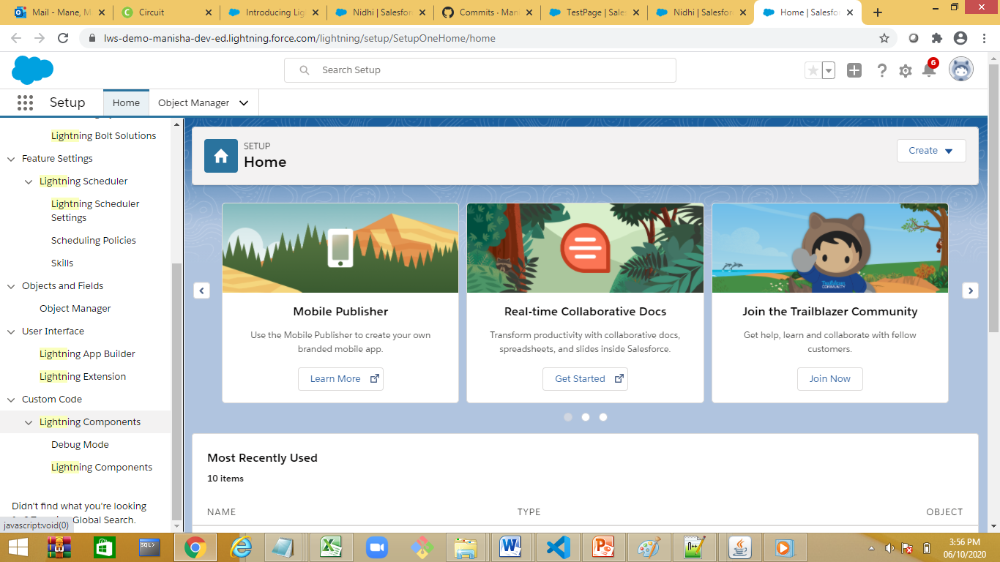 Mail - Mane, M
Circuit
Introducing Lig
Nidhi | Salesfor
Commits · Man
TestPage | Sale
Nidhi | Salesfor
Home | Salesfo
lws-demo-manisha-dev-ed.lightning.force.com/lightning/setup/SetupOneHome/home
Search Setup
6
Setup
Home
Object Manager
Lightning Bolt Solutions
Feature Settings
Lightning Scheduler
Lightning Scheduler
Settings
Scheduling Policies
Skills
Objects and Fields
Object Manager
User Interface
Lightning App Builder
Lightning Extension
Custom Code
Lightning Components
Debug Mode
Lightning Components
Didn't find what you're looking
Global Search.
javascript:void(0)
SETUP
Home
Create
Mobile Publisher
Use the Mobile Publisher to create your own
branded mobile app.
Learn More
Real-time Collaborative Docs
Transform productivity with collaborative docs,
spreadsheets, and slides inside Salesforce.
Get Started
Trailblazer
COMMUNITY
Join the Trailblazer Community
Get help, learn and collaborate with fellow
customers.
Join Now
Most Recently Used
10 items
NAME
TYPE
OBJECT
SQL>
3:56 PM
06/10/2020